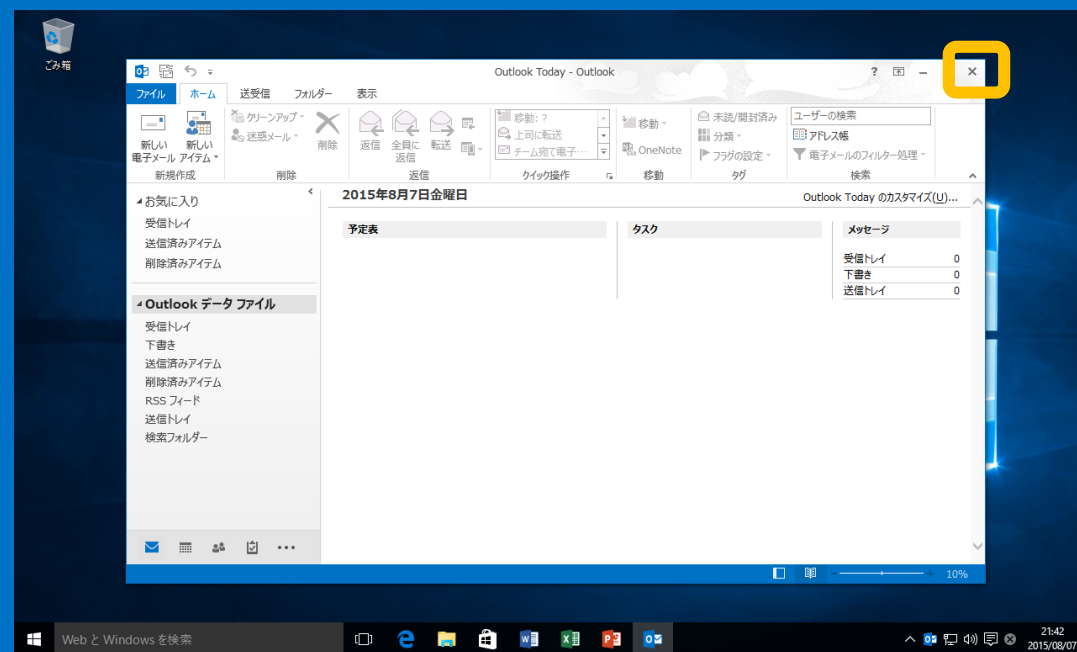 ごみ箱
Outlook Today - Outlook
ファイル ホーム 送受信 フォルダー 表示
新しい
電子メール
新しい
アイテム
新規作成
クリーンアップ
迷惑メール
削除
削除
返信
全員に
返信
転送
返信
移動: ?
上司に転送
チーム宛て電子…
クイック操作
移動
OneNote
移動
未読/開封済み
分類
フラグの設定
タグ
ユーザーの検索
アドレス帳
電子メールのフィルター処理
検索
お気に入り
受信トレイ
送信済みアイテム
削除済みアイテム
Outlook データ ファイル
受信トレイ
下書き
送信済みアイテム
削除済みアイテム
RSS フィード
送信トレイ
検索フォルダー
2015年8月7日金曜日
Outlook Today のカスタマイズ(U)...
予定表
タスク
メッセージ
受信トレイ 0
下書き 0
送信トレイ 0
10%
Web と Windows を検索
21:42
2015/08/07